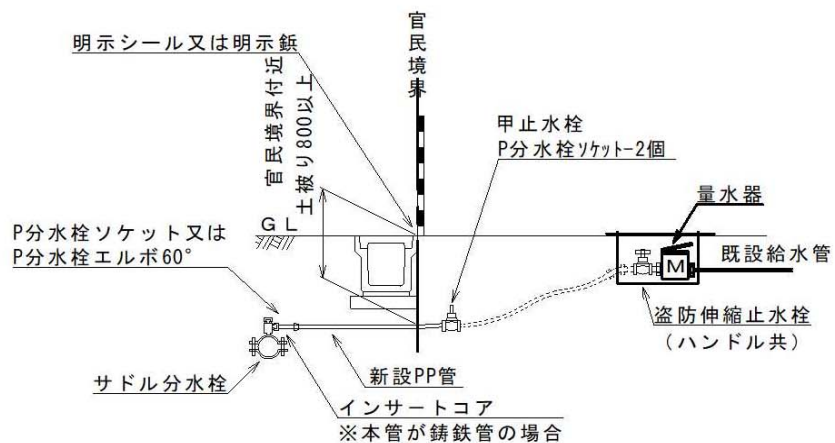 明示シール又は明示鋲
官民境界付近
土被り800以上
官民境界
甲止水栓
P分水栓ソケット-2個
量水器
GL
P分水栓ソケット又は
P分水栓エルボ60°
M
既設給水管
盗防伸縮止水栓
(ハンドル共)
サドル分水栓
新設PP管
インサートコア
※本管が鋳鉄管の場合